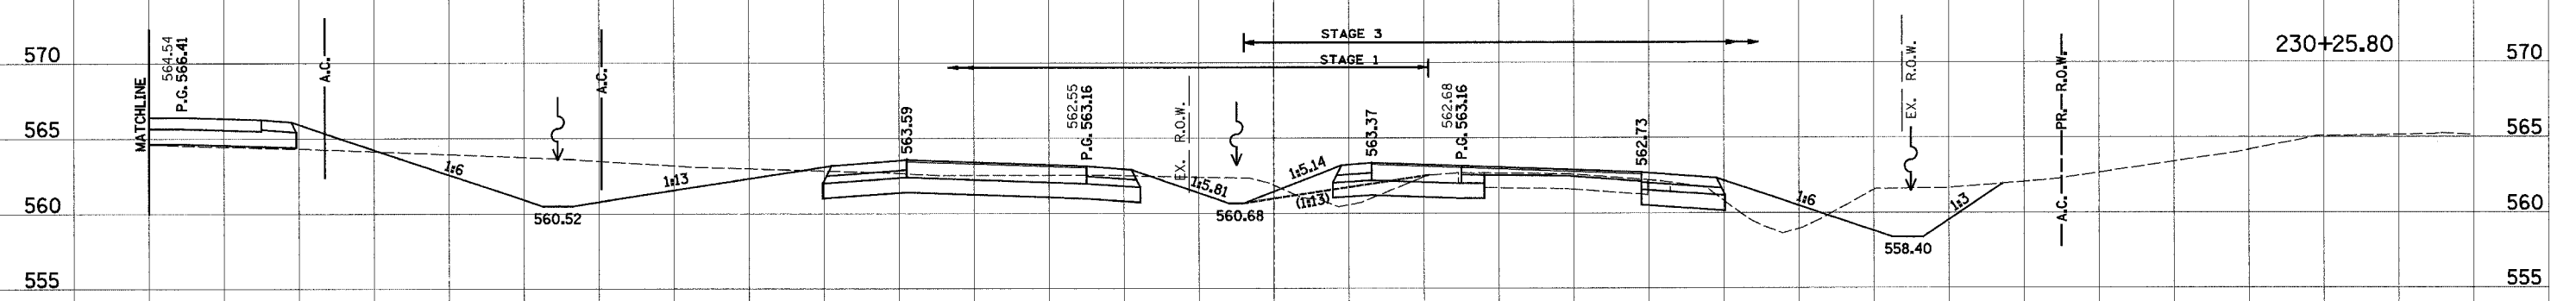 570
565
560
555
MATCHLINE
564.54
P.G. 566.41
A.C.
1:6
560.52
A.C.
1:13
563.59
STAGE 3
STAGE 1
562.55
P.G. 563.16
EX. R.O.W.
1:5.81
560.68
1:5.14
(1:13)
563.37
562.68
P.G. 563.16
562.73
1:6
558.40
EX. R.O.W.
1:3
A.C. PR. R.O.W.
230+25.80
570
565
560
555